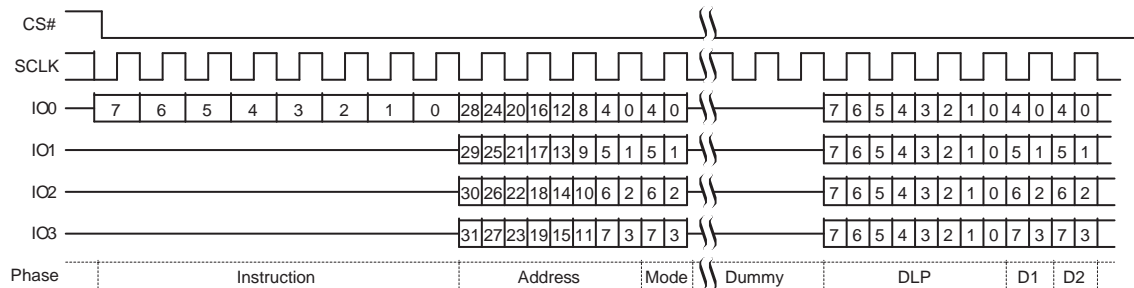 CS#
SCLK
IO0 7 6 5 4 3 2 1 0 28 24 20 16 12 8 4 0 4 0 7 6 5 4 3 2 1 0 4 0 4 0
IO1 29 25 21 17 13 9 5 1 5 1 7 6 5 4 3 2 1 0 5 1 5 1
IO2 30 26 22 18 14 10 6 2 6 2 7 6 5 4 3 2 1 0 6 2 6 2
IO3 31 27 23 19 15 11 7 3 7 3 7 6 5 4 3 2 1 0 7 3 7 3
Phase Instruction Address Mode Dummy DLP D1 D2